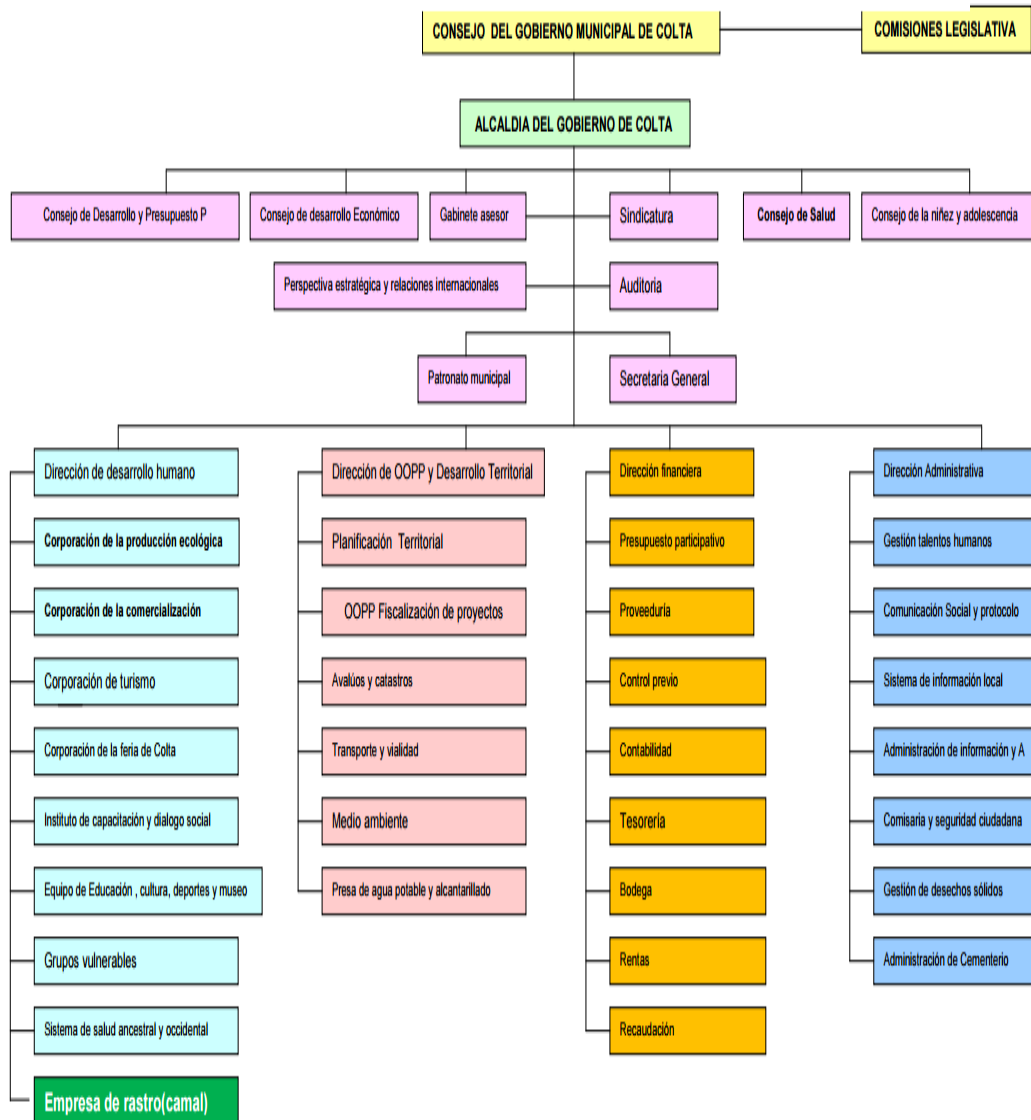 CONSEJO DEL GOBIERNO MUNICIPAL DE COLTA
COMISIONES LEGISLATIVA
ALCALDIA DEL GOBIERNO DE COLTA
Consejo de Desarrollo y Presupuesto P
Consejo de desarrollo Económico
Gabinete asesor
Sindicatura
Consejo de Salud
Consejo de la niñez y adolescencia
Perspectiva estratégica y relaciones internacionales
Auditoria
Patronato municipal
Secretaria General
Dirección de desarrollo humano
Corporación de la producción ecológica
Corporación de la comercialización
Corporación de turismo
Corporación de la feria de Colta
Instituto de capacitación y dialogo social
Equipo de Educación , cultura, deportes y museo
Grupos vulnerables
Sistema de salud ancestral y occidental
Empresa de rastro(camal)
Dirección de OOPP y Desarrollo Territorial
Planificación Territorial
OOPP Fiscalización de proyectos
Avalúos y catastros
Transporte y vialidad
Medio ambiente
Presa de agua potable y alcantarillado
Dirección financiera
Presupuesto participativo
Proveeduría
Control previo
Contabilidad
Tesorería
Bodega
Rentas
Recaudación
Dirección Administrativa
Gestión talentos humanos
Comunicación Social y protocolo
Sistema de información local
Administración de información y A
Comisaria y seguridad ciudadana
Gestión de desechos sólidos
Administración de Cementerio